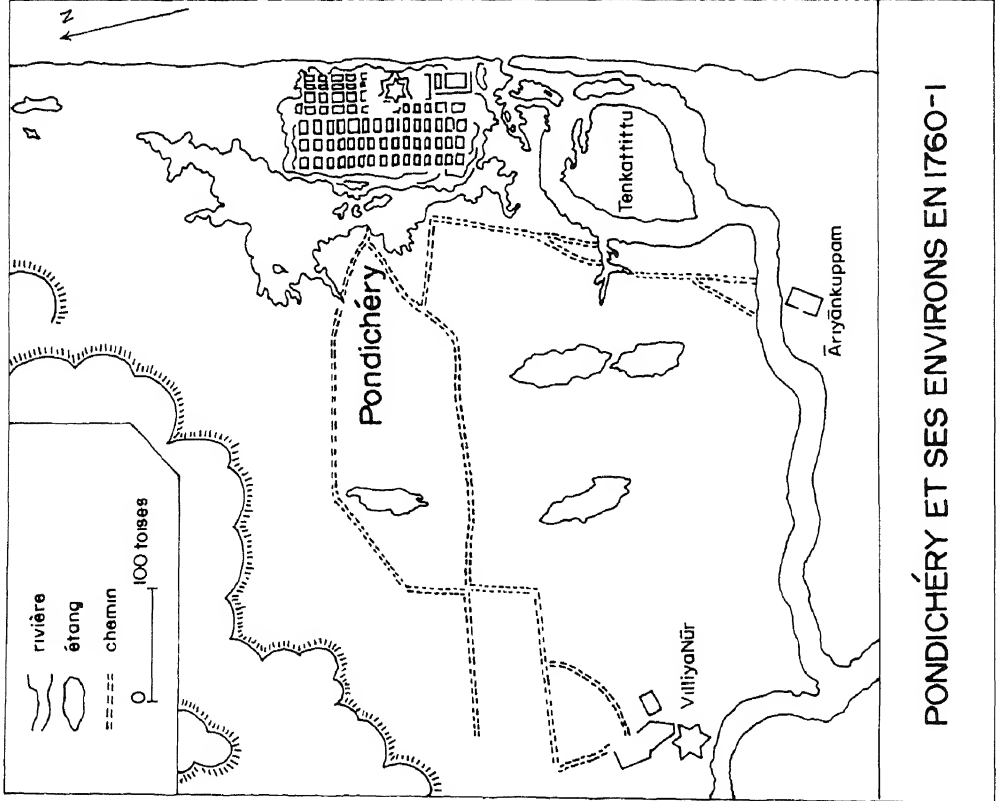 N
rivière
étang
chemin
0 100 toises
Pondichéry
Tenkattittu
Āriyānkuppam
VilliyaNūr
PONDICHÉRY ET SES ENVIRONS EN 1760-1